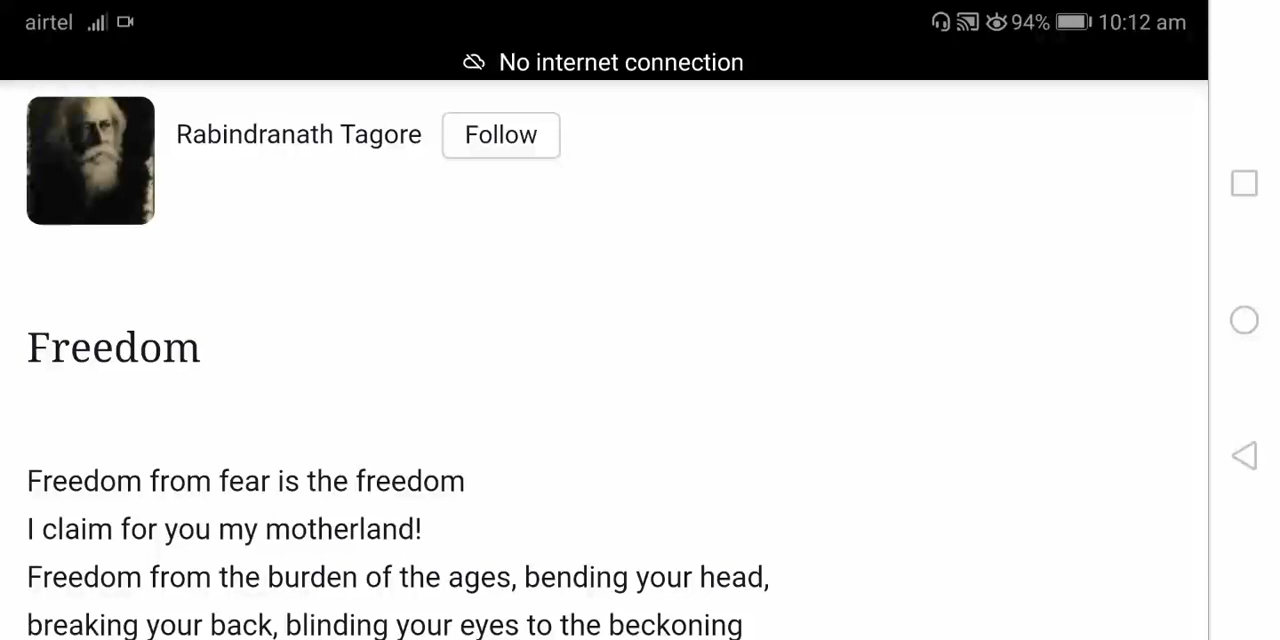 airtel 94% 10:12 am
No internet connection
Rabindranath Tagore Follow
Freedom
Freedom from fear is the freedom
I claim for you my motherland!
Freedom from the burden of the ages, bending your head,
breaking your back, blinding your eyes to the beckoning